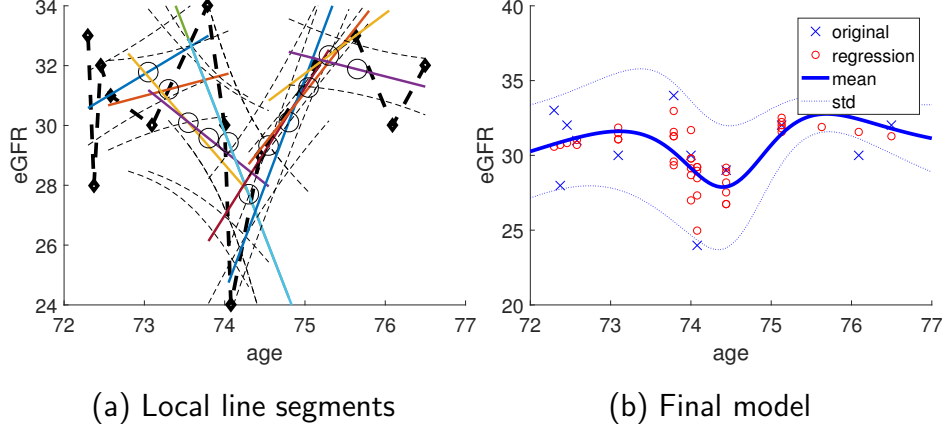 34
32
30
28
26
24
eGFR
72
73
74
75
76
77
age
(a) Local line segments
40
35
30
25
20
eGFR
72
73
74
75
76
77
age
original
regression
mean
std
(b) Final model